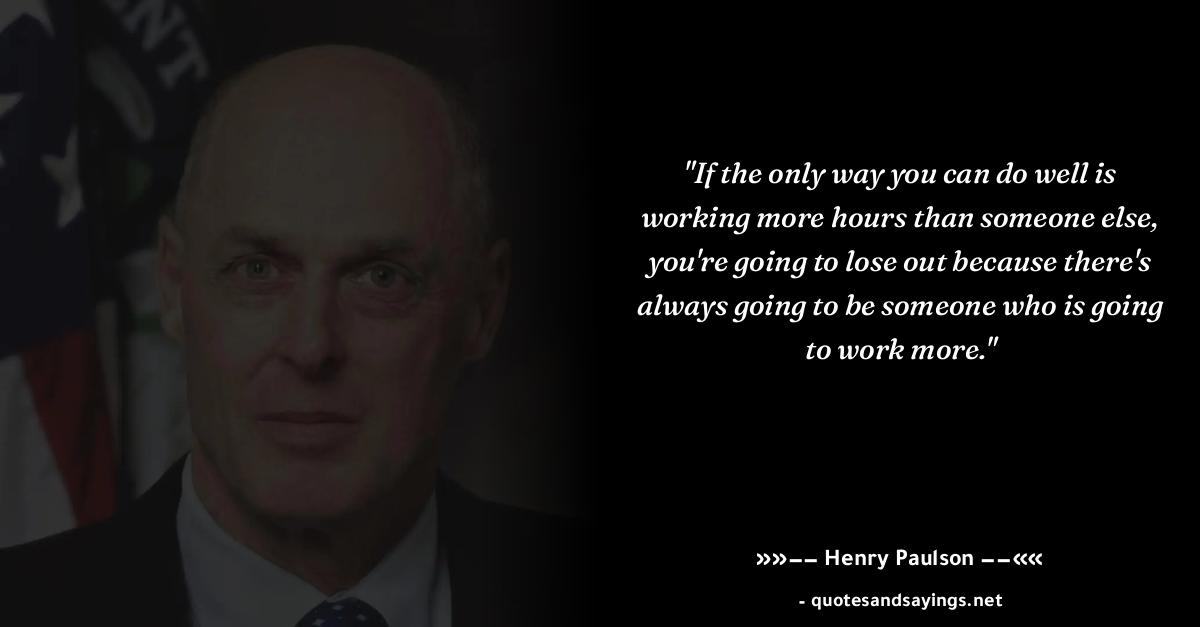 NT
"If the only way you can do well is
working more hours than someone else,
you're going to lose out because there's
always going to be someone who is going
to work more."
»»-- Henry Paulson --««
- quotesandsayings.net